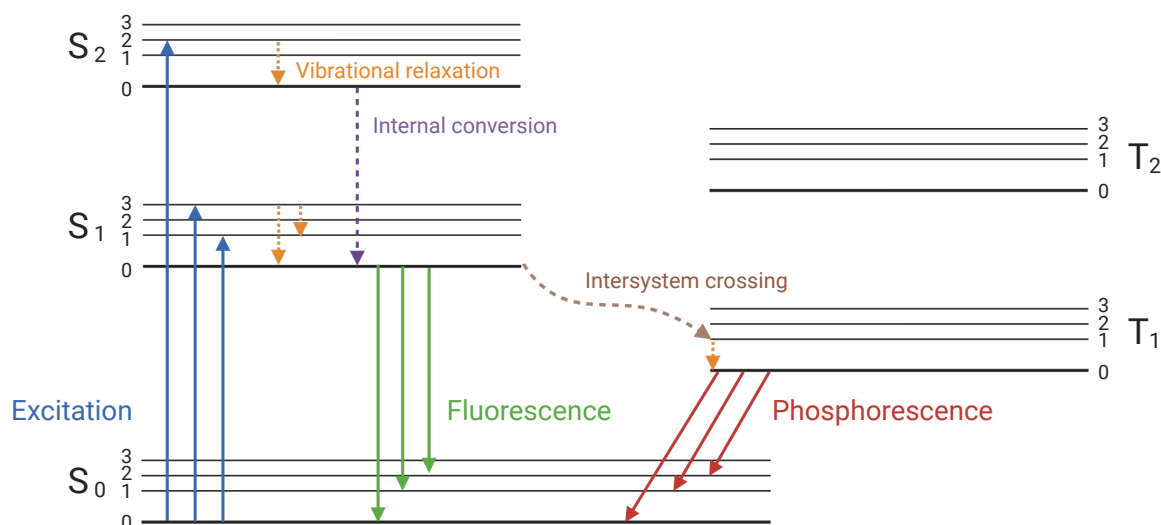 3
2
1
0
S2
Vibrational relaxation
Internal conversion
3
2
1
0
T2
3
2
1
0
S1
Intersystem crossing
3
2
1
0
T1
Excitation
Fluorescence
Phosphorescence
3
2
1
0
S0